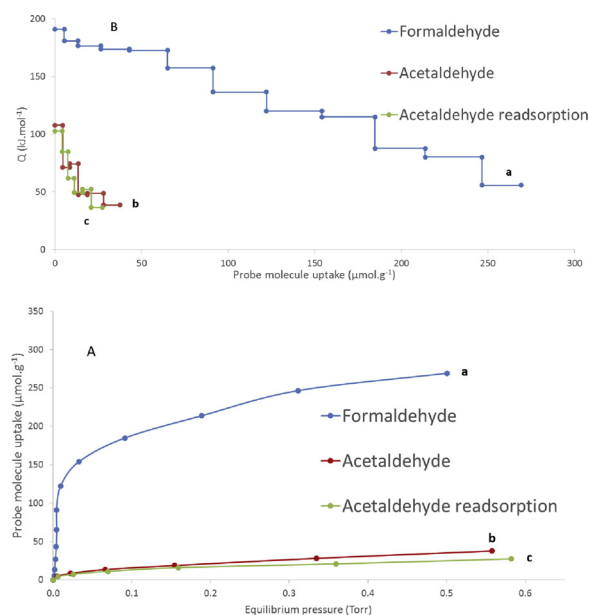 B
Formaldehyde
Acetaldehyde
Acetaldehyde readsorption
200
150
100
50
0
Q (kJ.mol-1)
a
b
c
0 50 100 150 200 250 300
Probe molecule uptake (μmol.g-1)
A
350
300
250
200
150
100
50
0
Probe molecule uptake (μmol.g-1)
a
Formaldehyde
Acetaldehyde
Acetaldehyde readsorption
b
c
0.0 0.1 0.2 0.3 0.4 0.5 0.6
Equilibrium pressure (Torr)